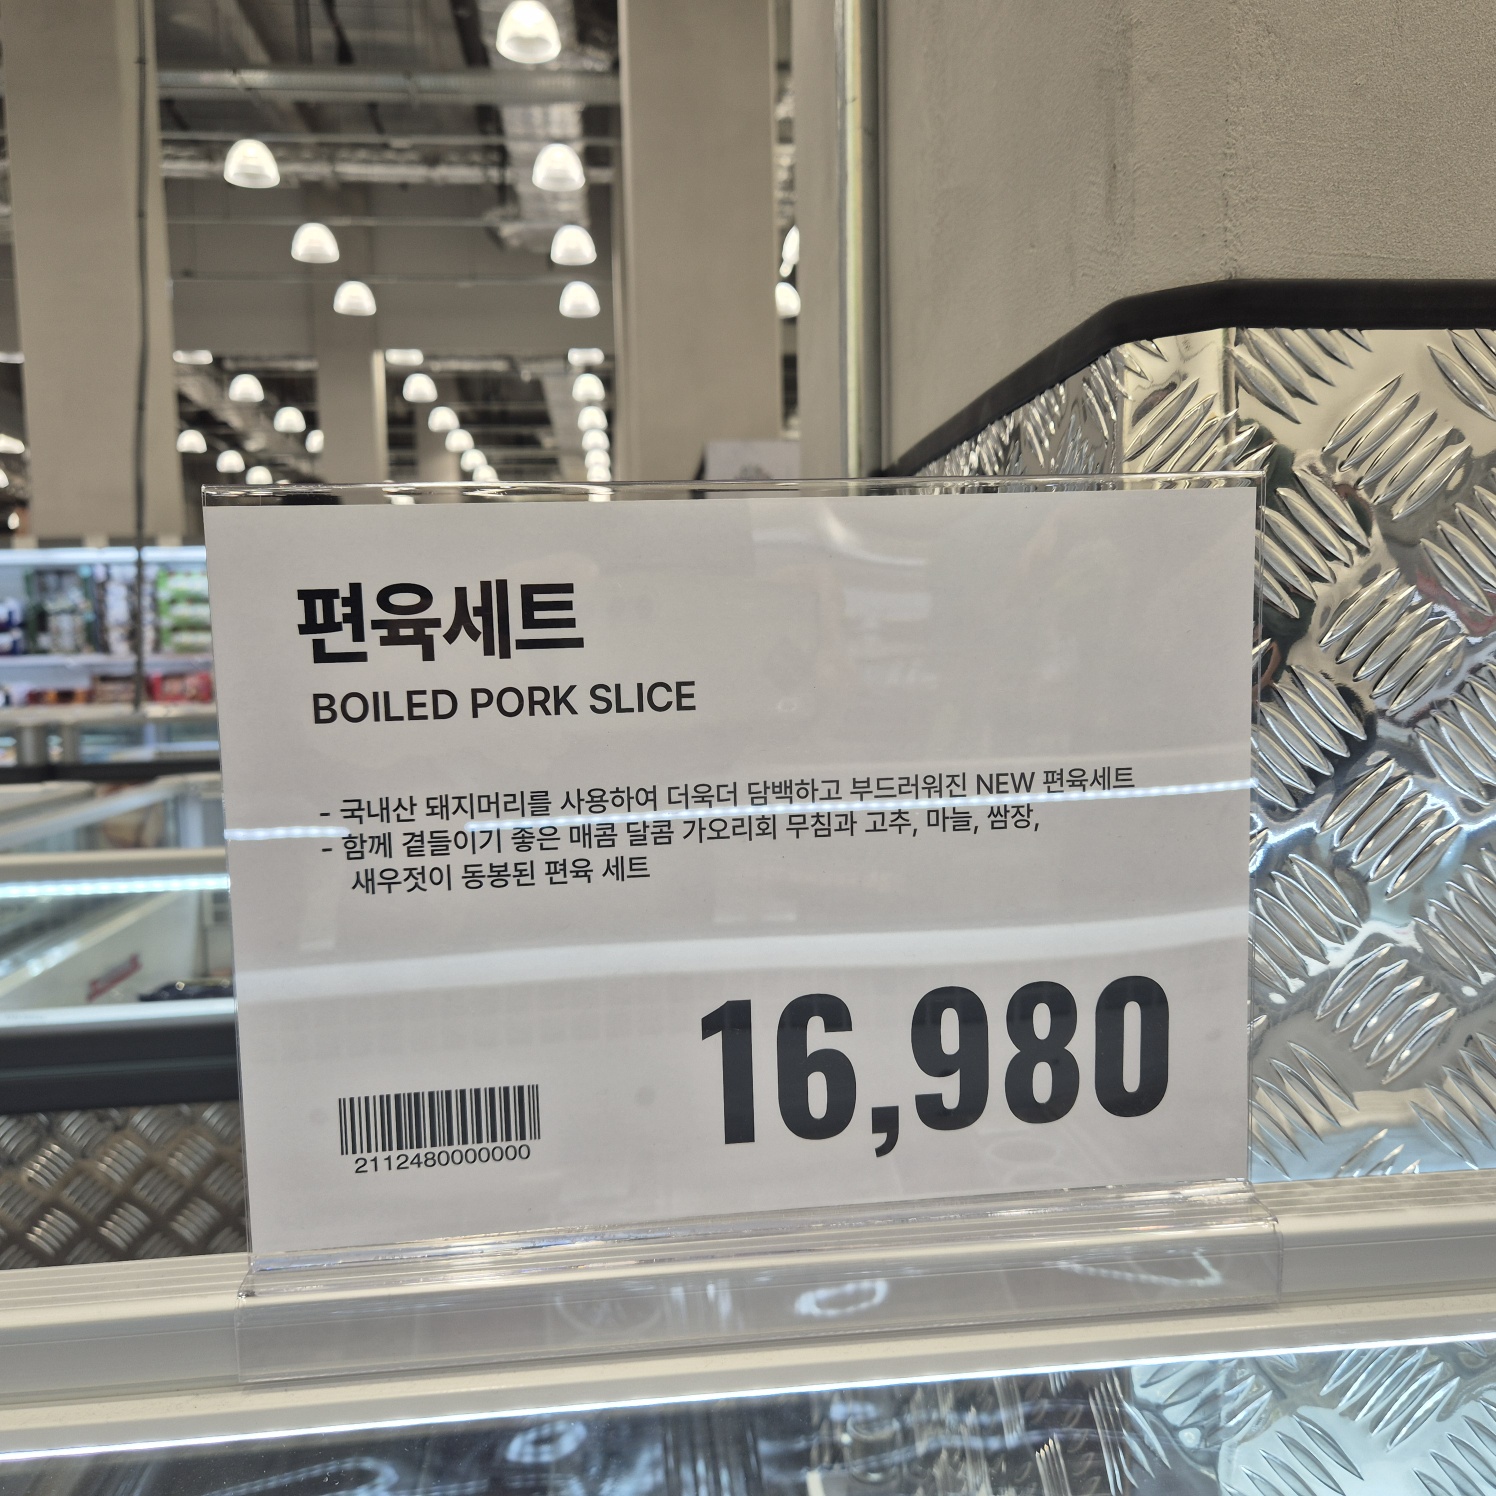 편육세트
BOILED PORK SLICE
- 국내산 돼지머리를 사용하여 더욱더 담백하고 부드러워진 NEW 편육세트
- 함께 곁들이기 좋은 매콤 달콤 가오리회 무침과 고추, 마늘, 쌈장,
새우젓이 동봉된 편육 세트
16,980
2112480000000